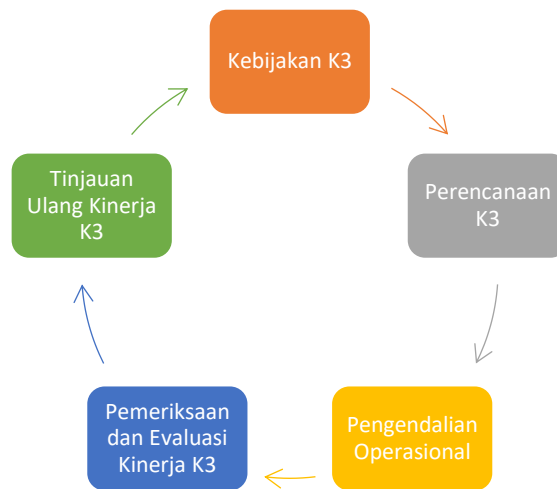 Kebijakan K3
Perencanaan
K3
Pengendalian
Operasional
Pemeriksaan
dan Evaluasi
Kinerja K3
Tinjauan
Ulang Kinerja
K3